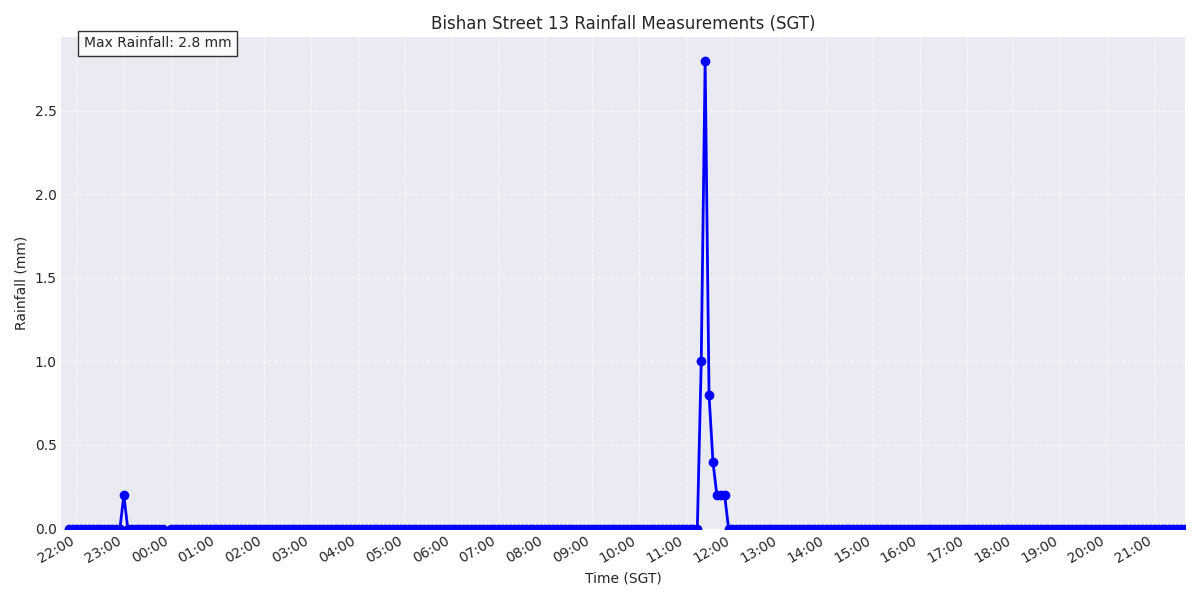 Bishan Street 13 Rainfall Measurements (SGT)
Max Rainfall: 2.8 mm
Rainfall (mm)
2.5
2.0
1.5
1.0
0.5
0.0
22:00 23:00 00:00 01:00 02:00 03:00 04:00 05:00 06:00 07:00 08:00 09:00 10:00 11:00 12:00 13:00 14:00 15:00 16:00 17:00 18:00 19:00 20:00 21:00
Time (SGT)